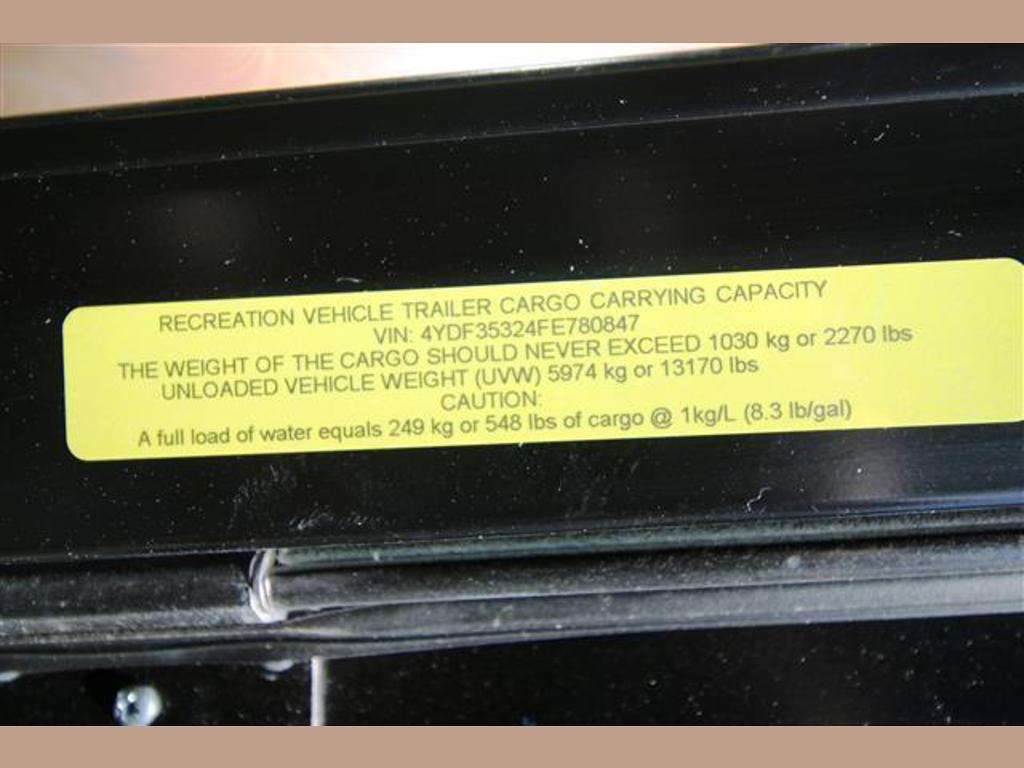 RECREATION VEHICLE TRAILER CARGO CARRYING CAPACITY
VIN: 4YDF35324FE780847
THE WEIGHT OF THE CARGO SHOULD NEVER EXCEED 1030 kg or 2270 lbs
UNLOADED VEHICLE WEIGHT (UVW) 5974 kg or 13170 lbs
CAUTION:
A full load of water equals 249 kg or 548 lbs of cargo @ 1kg/L (8.3 lb/gal)